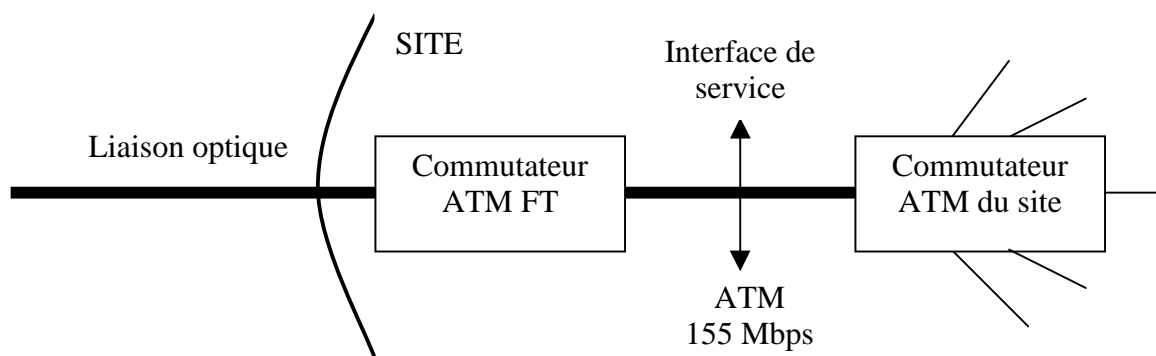 SITE
Interface de
service
Liaison optique
Commutateur
ATM FT
Commutateur
ATM du site
ATM
155 Mbps